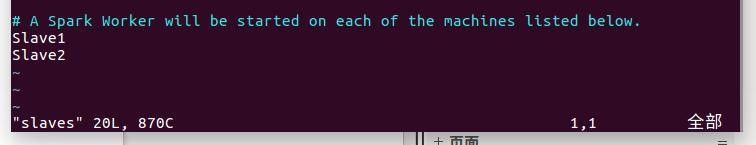 # A Spark Worker will be started on each of the machines listed below.
Slave1
Slave2
~
~
~
"slaves" 20L, 870C 1,1 全部
+ 页面